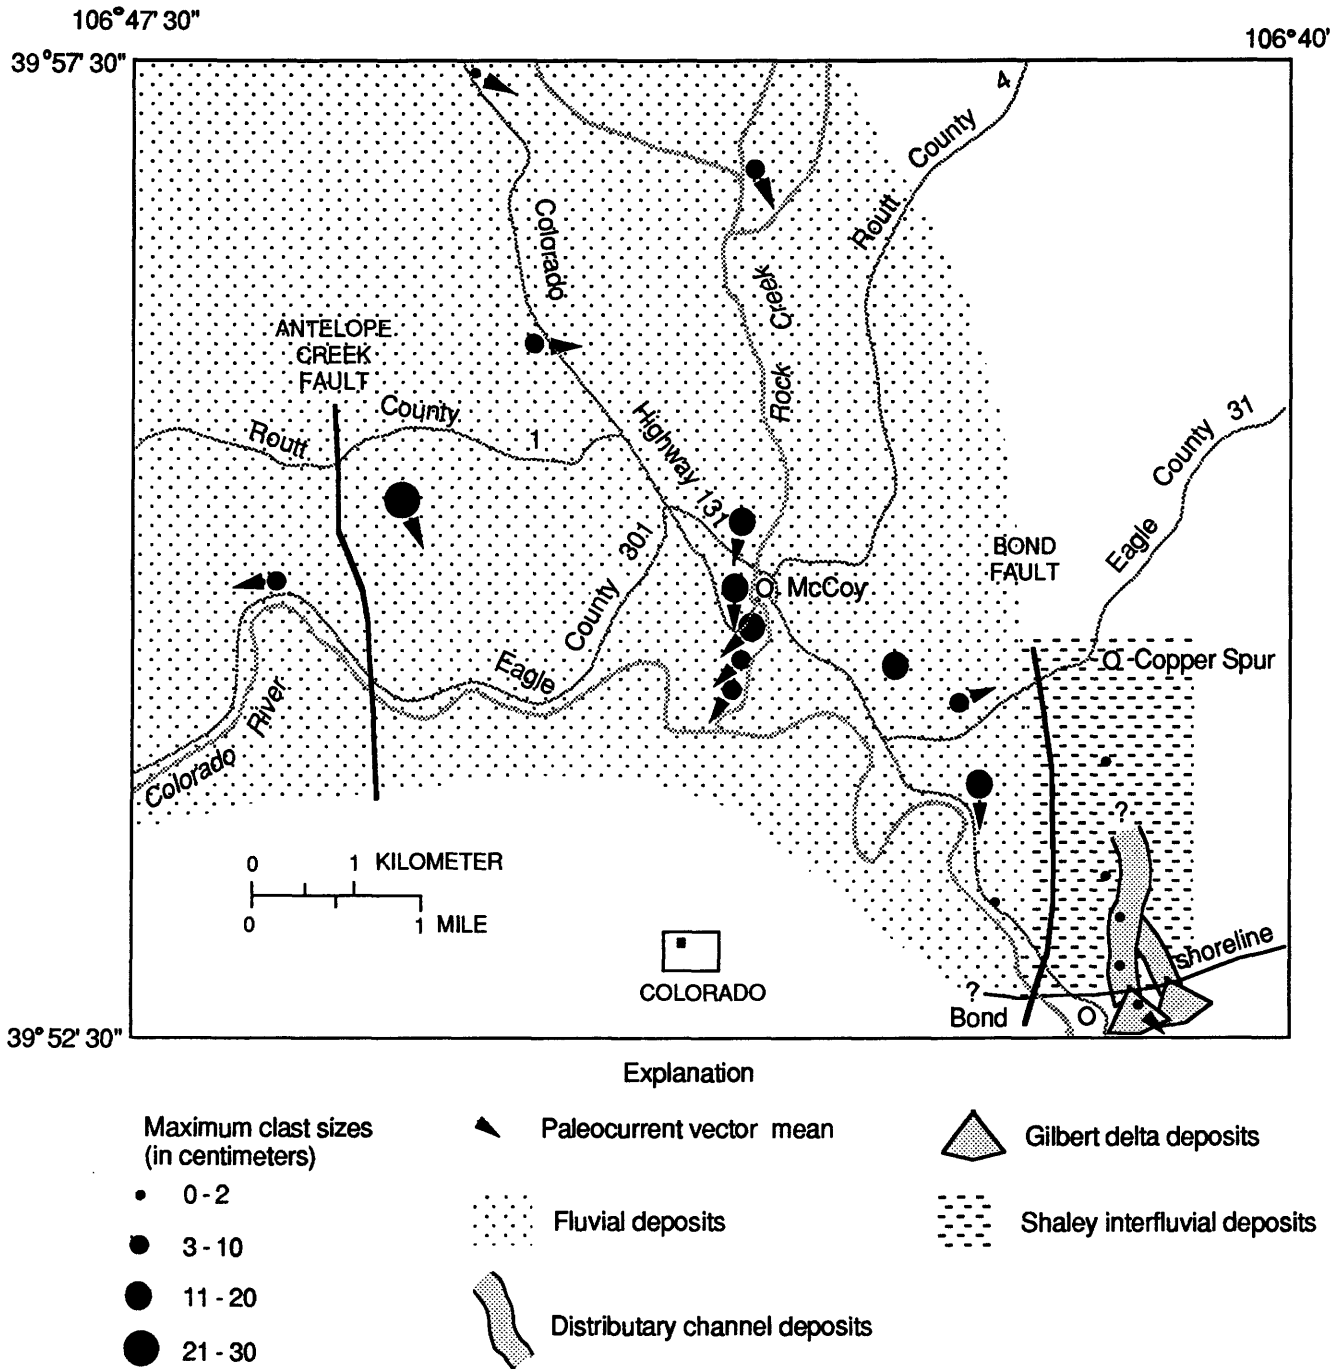 106°47'30"
106°40'
39°57'30"
4
County
Routt
Colorado
Creek
Rock
ANTELOPE
CREEK
FAULT
County
Routt
1
Highway 131
31
County
Eagle
301
County
Eagle
BOND
FAULT
McCoy
Copper Spur
River
Colorado
?
0 1 KILOMETER
0 1 MILE
COLORADO
shoreline
?
Bond
39°52'30"
Explanation
Maximum clast sizes
(in centimeters)
0 - 2
3 - 10
11 - 20
21 - 30
Paleocurrent vector mean
Fluvial deposits
Distributary channel deposits
Gilbert delta deposits
Shaley interfluvial deposits